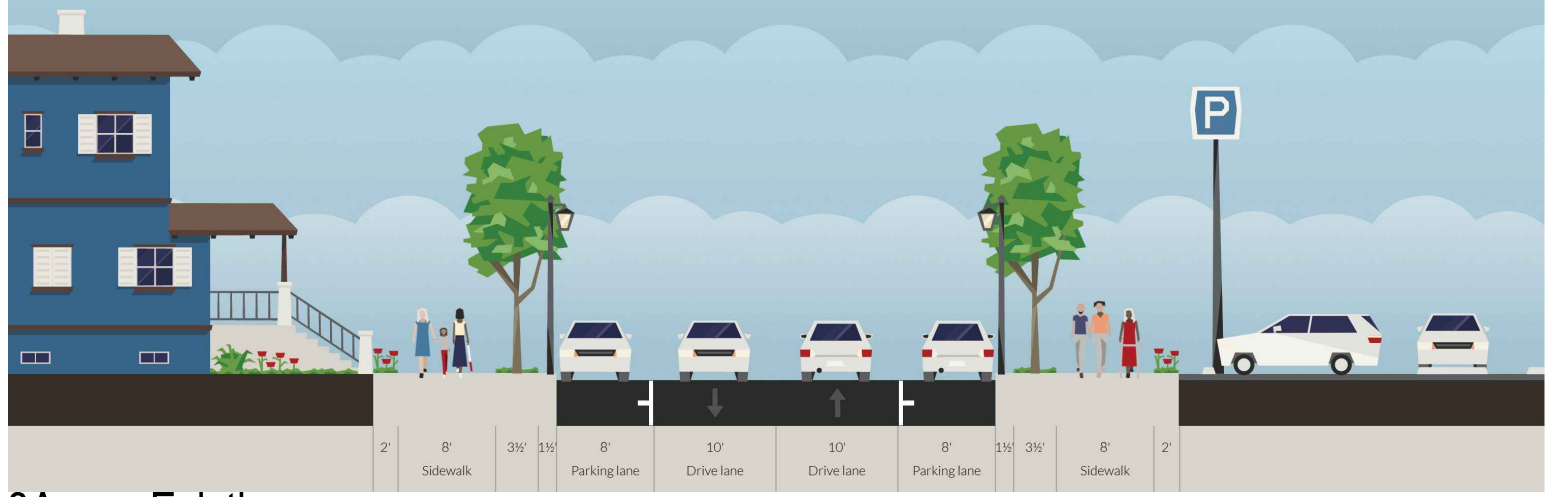 P
2' 8' 3½' 1½' 8' 10' 10' 8' 1½' 3½' 8' 2'
Sidewalk Parking lane Drive lane Drive lane Parking lane Sidewalk